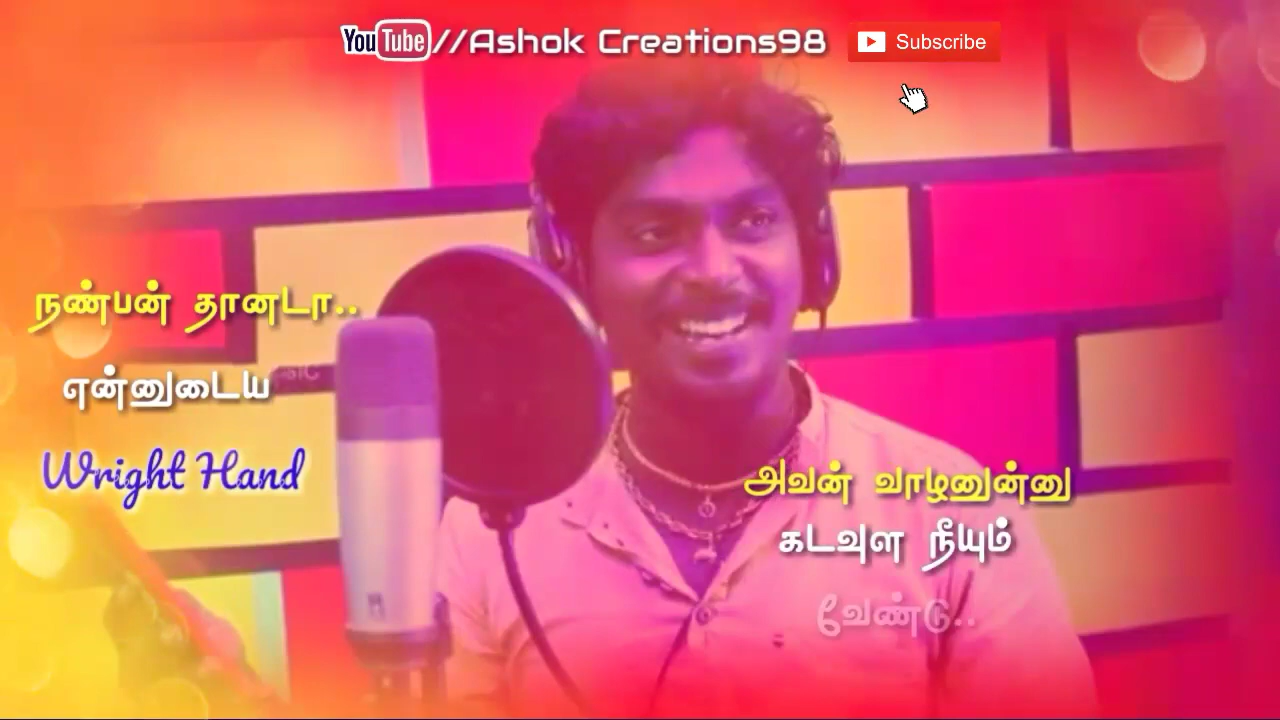 YouTube//Ashok Creations98 Subscribe
நண்பன் தானடா..
என்னுடைய
Wright Hand
அவன் வாழனுன்னு
கடவுள நீயும்
வேண்டு..